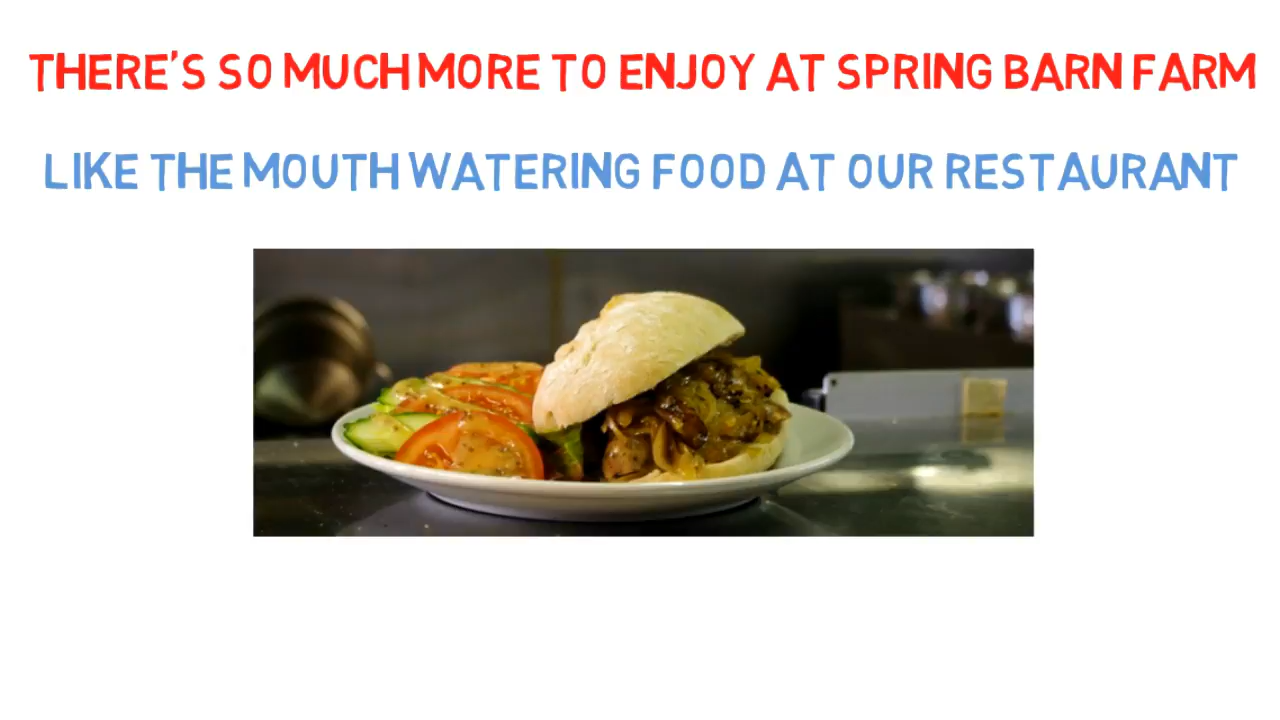 THERE'S SO MUCH MORE TO ENJOY AT SPRING BARN FARM
LIKE THE MOUTH WATERING FOOD AT OUR RESTAURANT